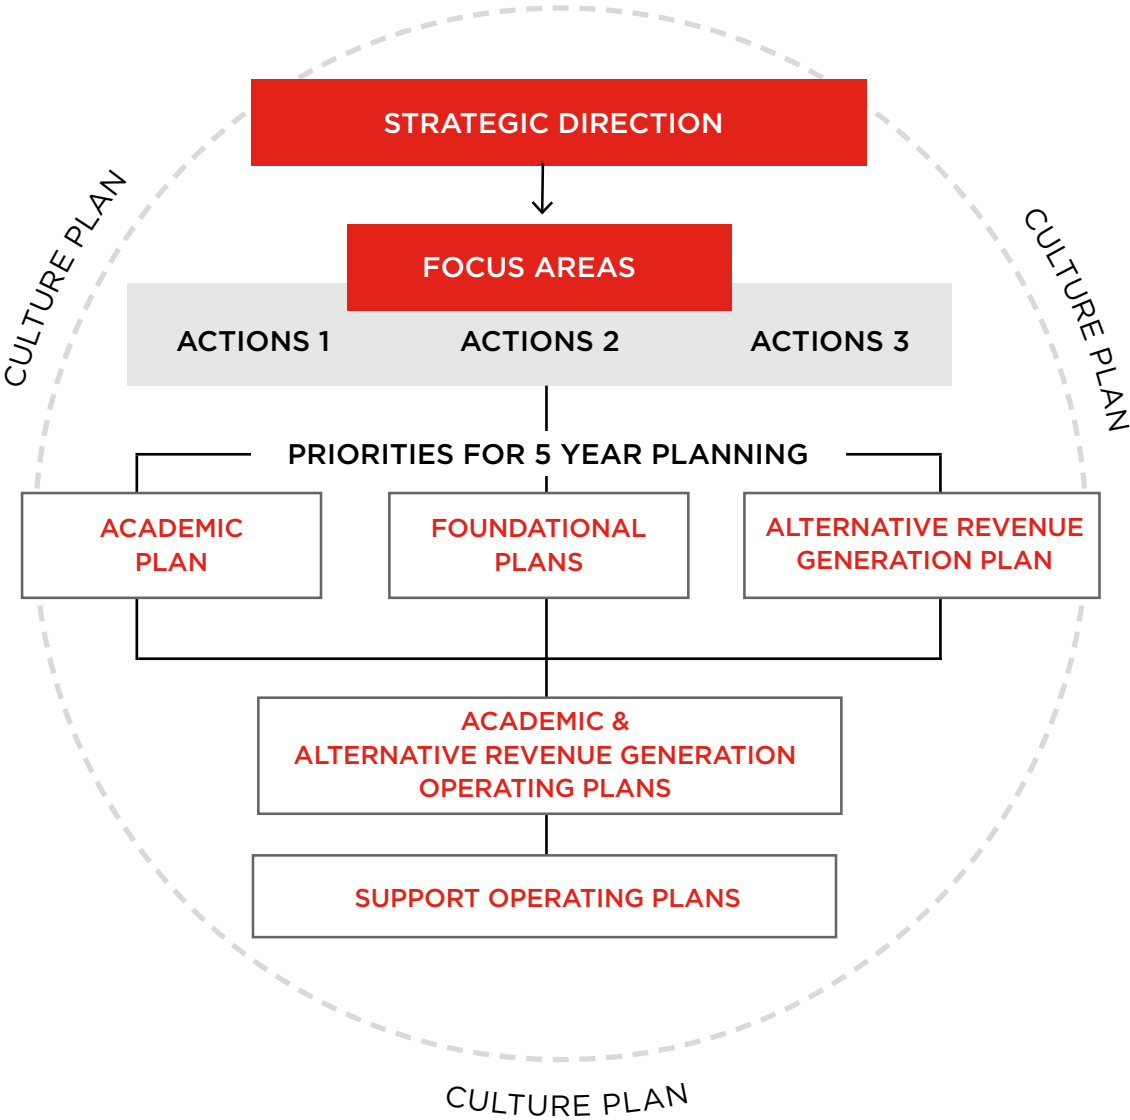 STRATEGIC DIRECTION
CULTURE PLAN
CULTURE PLAN
FOCUS AREAS
ACTIONS 1
ACTIONS 2
ACTIONS 3
PRIORITIES FOR 5 YEAR PLANNING
ACADEMIC
PLAN
FOUNDATIONAL
PLANS
ALTERNATIVE REVENUE
GENERATION PLAN
ACADEMIC &
ALTERNATIVE REVENUE GENERATION
OPERATING PLANS
SUPPORT OPERATING PLANS
CULTURE PLAN